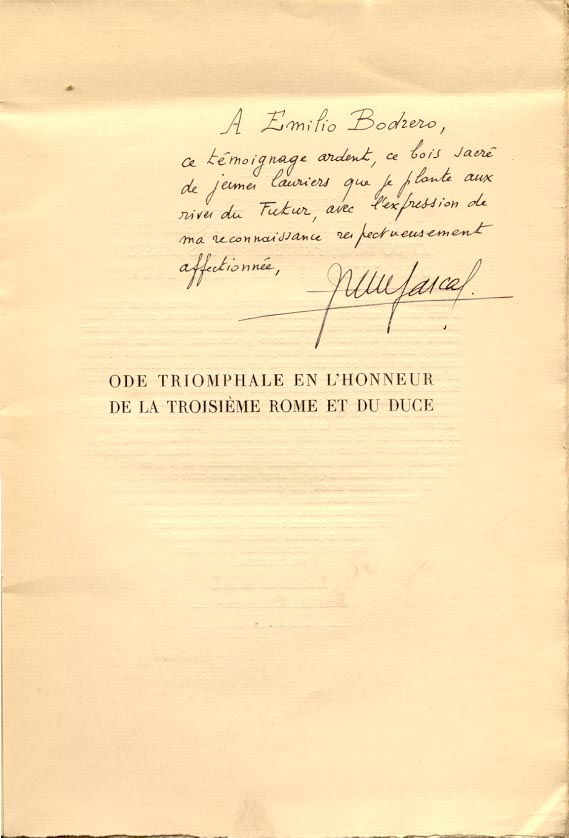 A Emilio Bodrero,
ce témoignage ardent, ce bois sacré
de jeunes lauriers que je plante aux
rives du Futur, avec l'expression de
ma reconnaissance respectueusement
affectionnée,
Pascal.
ODE TRIOMPHALE EN L'HONNEUR
DE LA TROISIÈME ROME ET DU DUCE